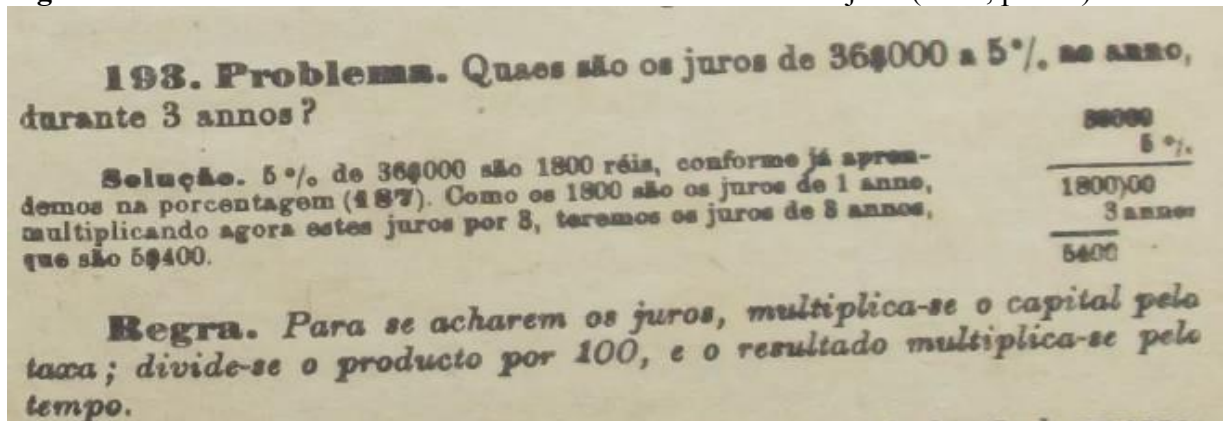 193. Problema. Quaes são os juros de 36$000 a 5% ao anno,
durante 3 annos?
36000
5 %
1800)00
3 annos
5400
Solução. 5 % de 36$000 são 1800 réis, conforme já apren-
demos na porcentagem (187). Como os 1800 são os juros de 1 anno,
multiplicando agora estes juros por 3, teremos os juros de 3 annos,
que são 5$400.
Regra. Para se acharem os juros, multiplica-se o capital pela
taxa; divide-se o producto por 100, e o resultado multiplica-se pelo
tempo.